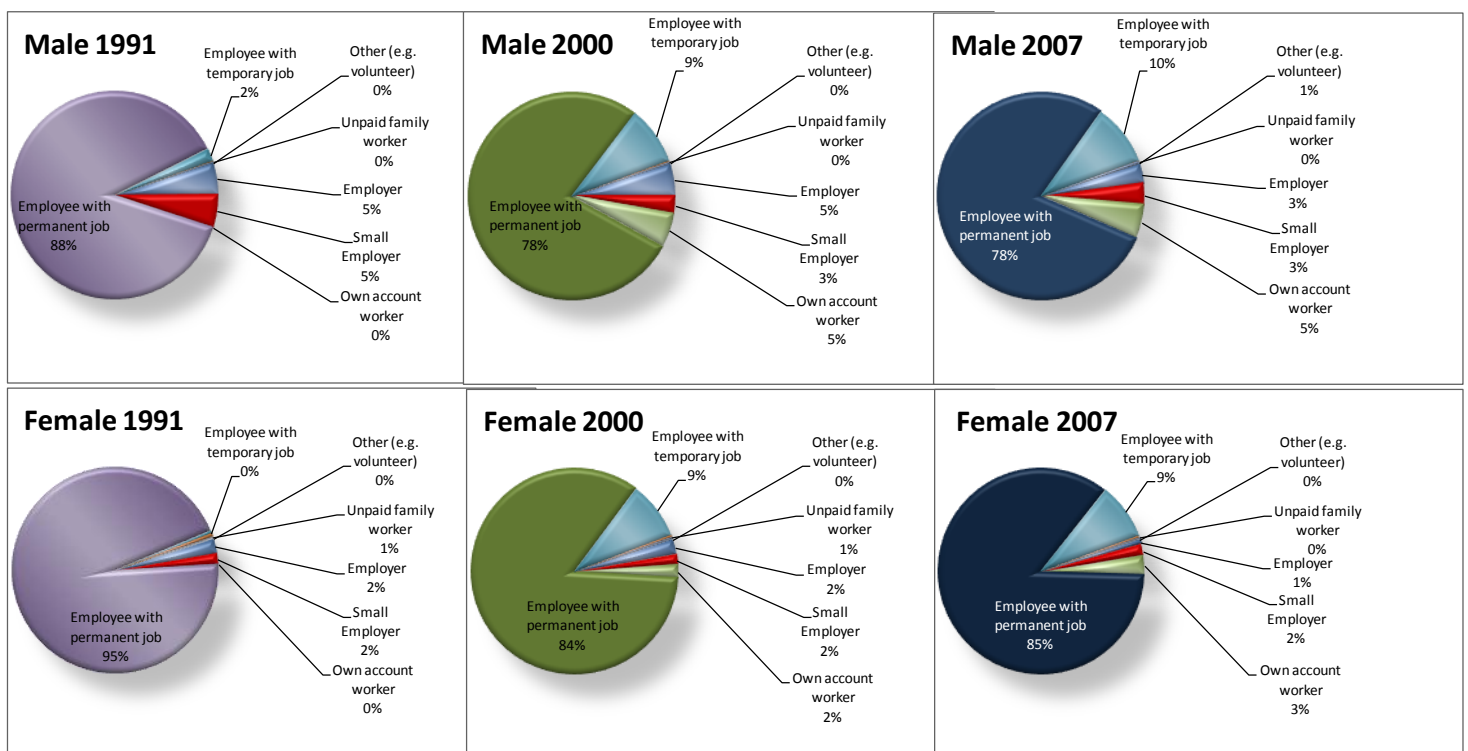 Male 1991
Employee with
temporary job
2%
Other (e.g.
volunteer)
0%
Unpaid family
worker
0%
Employer
5%
Small
Employer
5%
Own account
worker
0%
Employee with
permanent job
88%
Male 2000
Employee with
temporary job
9%
Other (e.g.
volunteer)
0%
Unpaid family
worker
0%
Employer
5%
Small
Employer
3%
Own account
worker
5%
Employee with
permanent job
78%
Male 2007
Employee with
temporary job
10%
Other (e.g.
volunteer)
1%
Unpaid family
worker
0%
Employer
3%
Small
Employer
3%
Own account
worker
5%
Employee with
permanent job
78%
Female 1991
Employee with
temporary job
0%
Other (e.g.
volunteer)
0%
Unpaid family
worker
1%
Employer
2%
Small
Employer
2%
Own account
worker
0%
Employee with
permanent job
95%
Female 2000
Employee with
temporary job
9%
Other (e.g.
volunteer)
0%
Unpaid family
worker
1%
Employer
2%
Small
Employer
2%
Own account
worker
2%
Employee with
permanent job
84%
Female 2007
Employee with
temporary job
9%
Other (e.g.
volunteer)
0%
Unpaid family
worker
0%
Employer
1%
Small
Employer
2%
Own account
worker
3%
Employee with
permanent job
85%